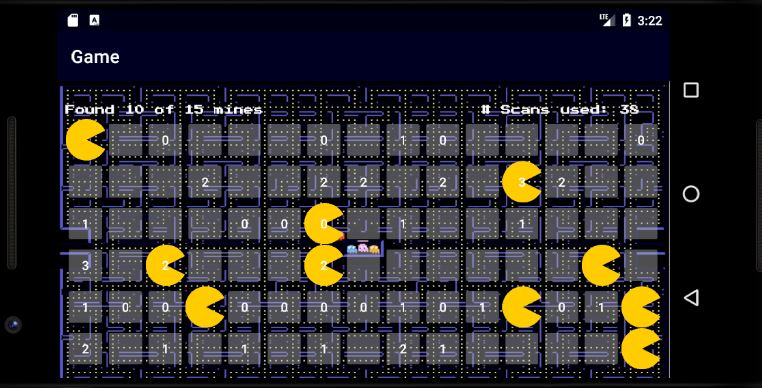 LTE 3:22
Game
Found 10 of 15 mines # Scans used: 38
0 0 1 0 0
2 2 2 2 3 2
1 0 0 0 1 1
3 2 2
1 0 0 0 0 0 0 1 0 1 0 1
2 1 1 1 2 1